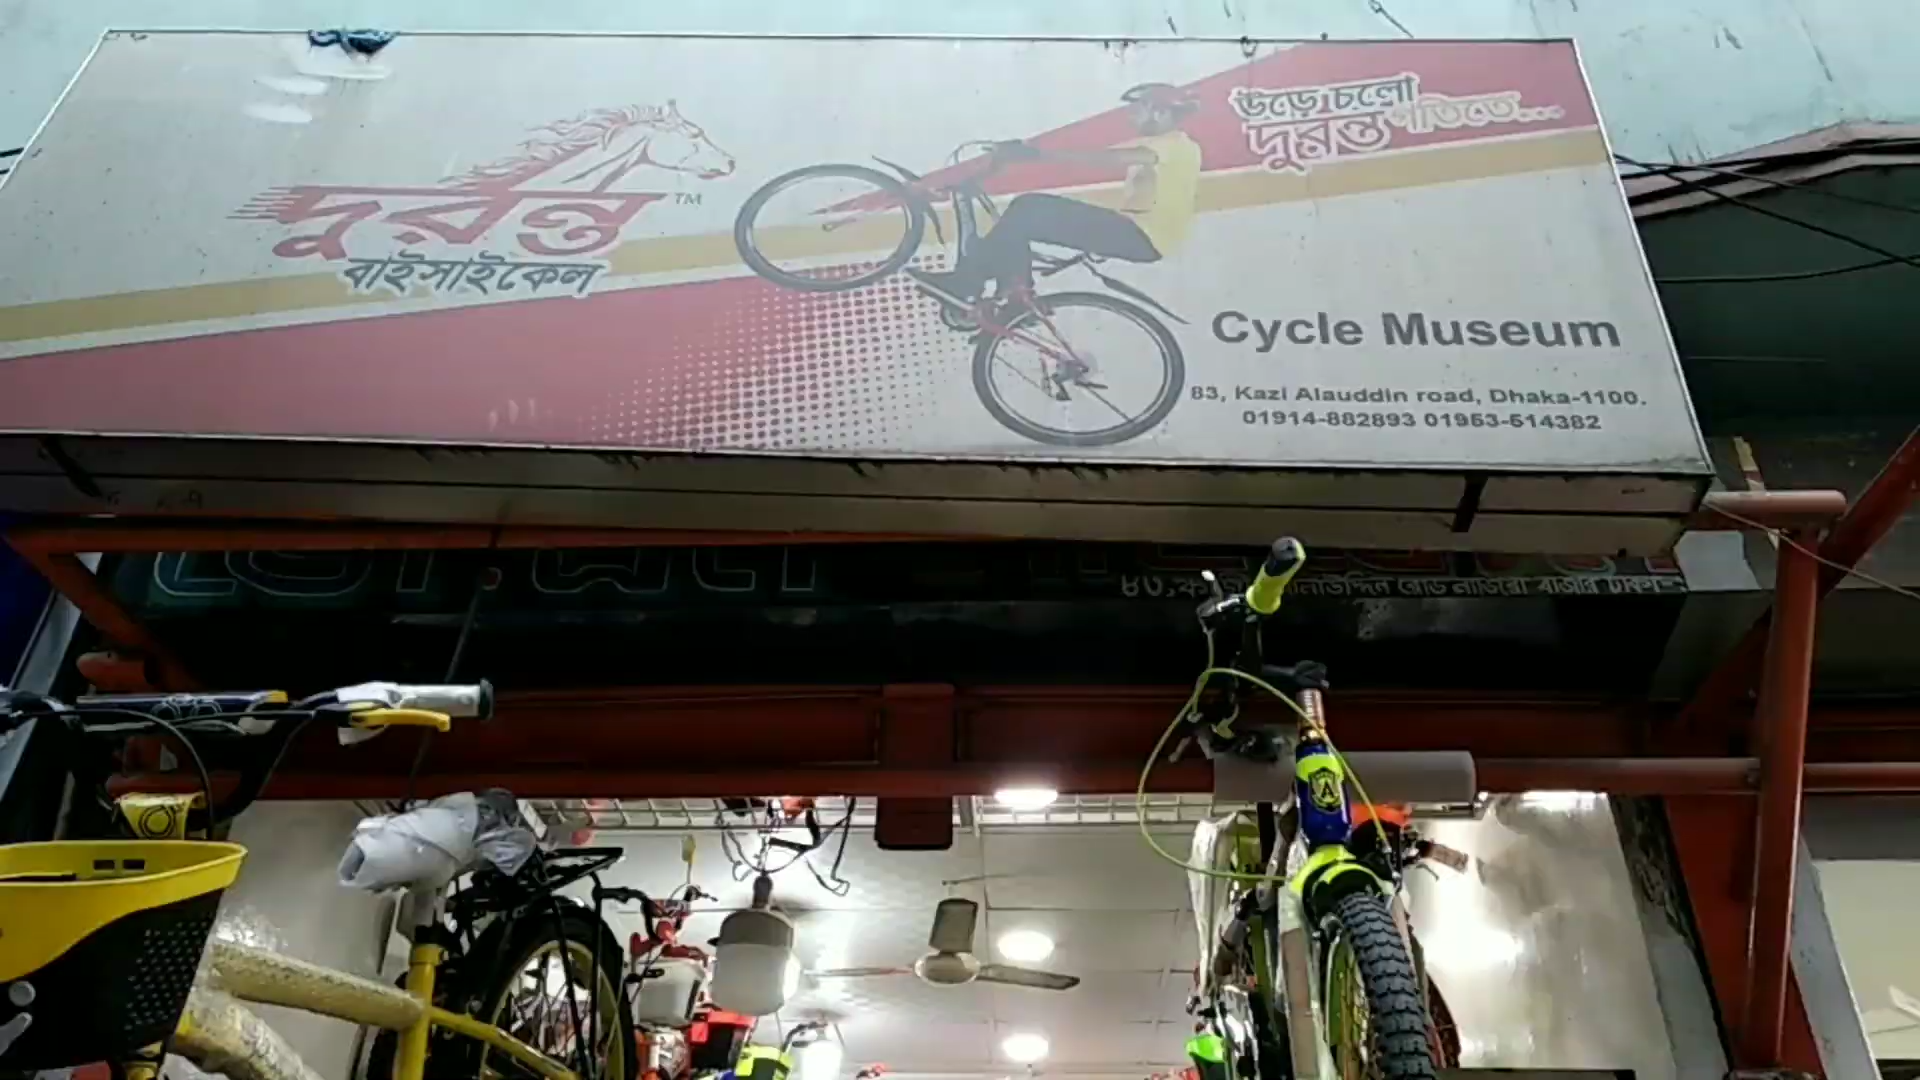 দুরন্ত TM
বাইসাইকেল
উড়ে চলো
দুরন্ত গতিতে...
Cycle Museum
83, Kazi Alauddin road, Dhaka-1100.
01914-882893 01953-514382
রোড নাজিরা বাজার ঢাকা
A